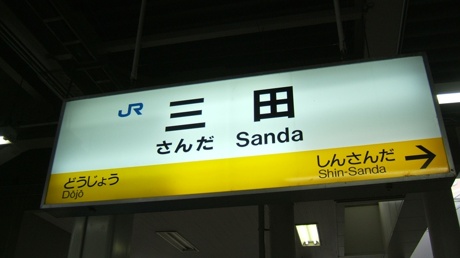 JR 三田
さんだ Sanda
どうじょう
Dōjō
しんさんだ →
Shin-Sanda